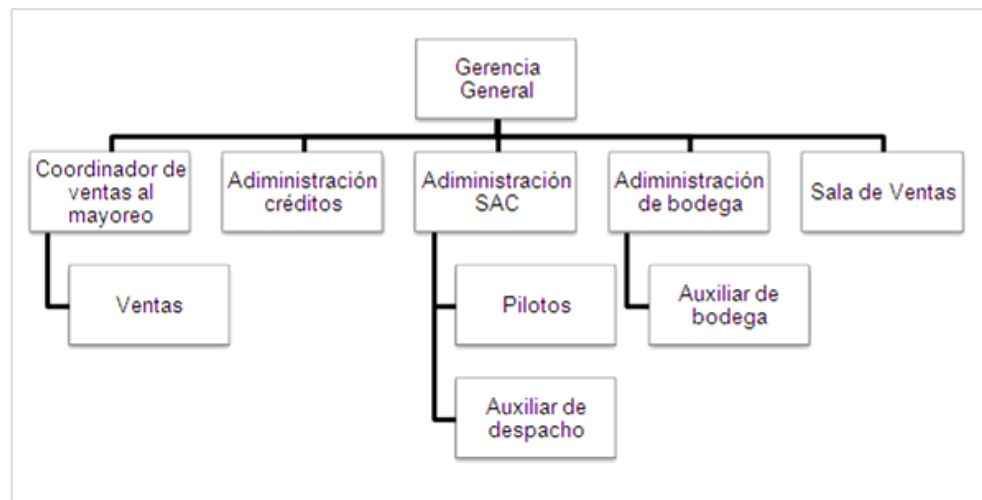 Gerencia
General
Coordinador de
ventas al
mayoreo
Adiministración
créditos
Adiministración
SAC
Adiministración
de bodega
Sala de Ventas
Ventas
Pilotos
Auxiliar de
bodega
Auxiliar de
despacho